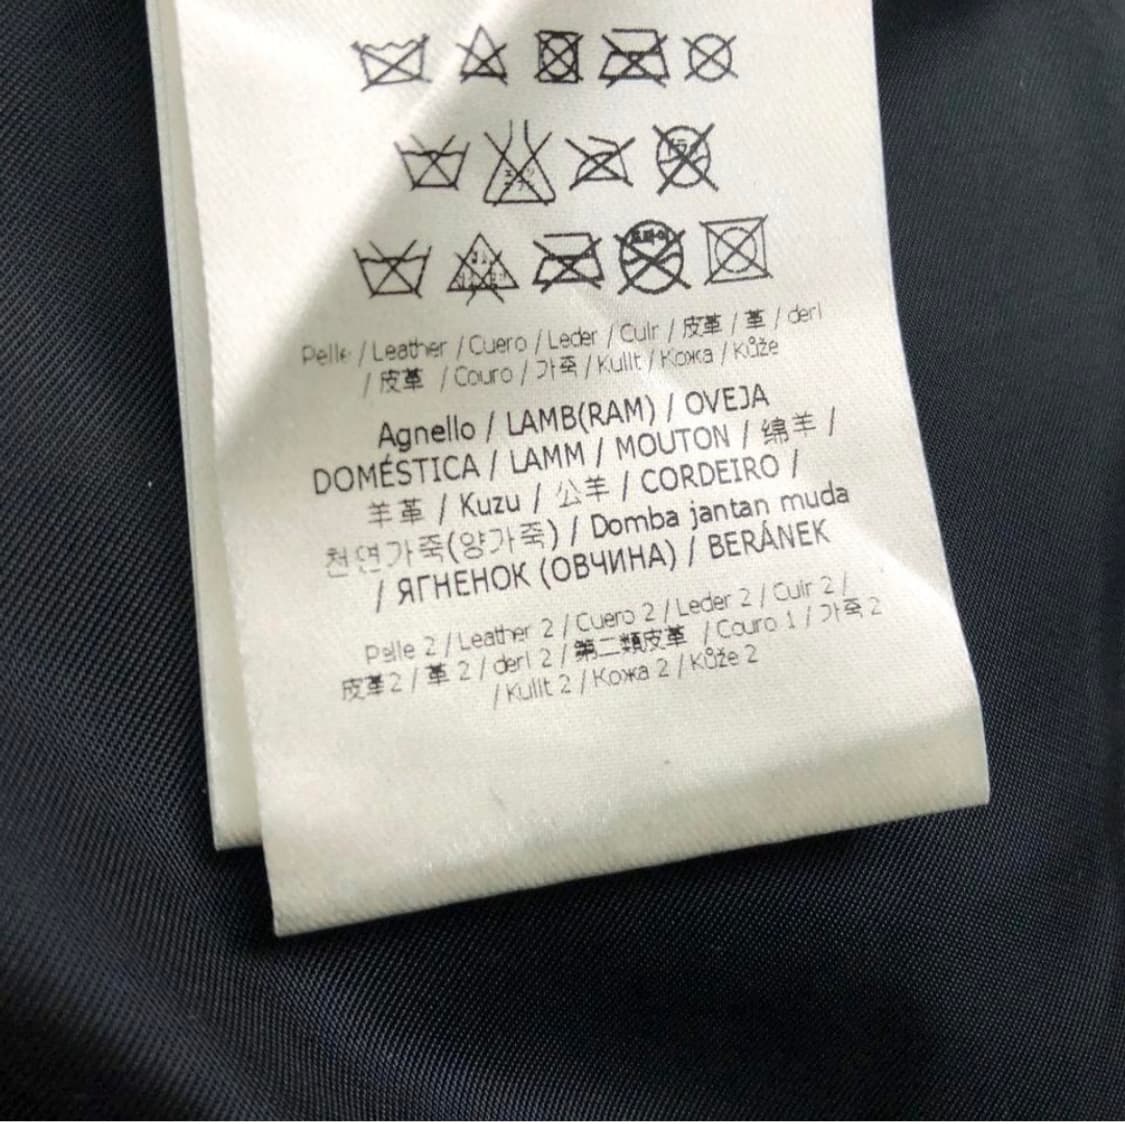 Pelle / Leather / Cuero / Leder / Cuir / 皮革 / 革 / deri
/ 皮革 / Couro / 가죽 / Kulit / Кожа / Kůže
Agnello / LAMB(RAM) / OVEJA
DOMÉSTICA / LAMM / MOUTON / 绵羊 /
羊革 / Kuzu / 公羊 / CORDEIRO /
천연가죽(양가죽) / Domba jantan muda
/ ЯГНЕНОК (ОВЧИНА) / BERÁNEK
Pelle 2 / Leather 2 / Cuero 2 / Leder 2 / Cuir 2 /
皮革2 / 革 2 / deri 2 / 第二類皮革 / Couro 1 / 가죽 2
/ Kulit 2 / Кожа 2 / Kůže 2